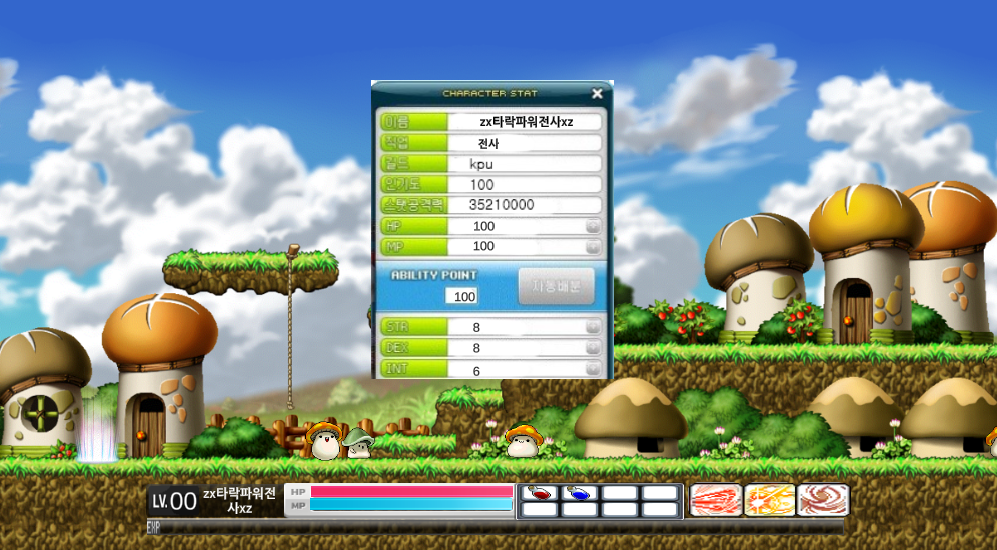 CHARACTER STAT
이름 zx타락파워전사xz
직업 전사
길드 kpu
인기도 100
스탯공격력 35210000
HP 100
MP 100
ABILITY POINT
100 자동배분
STR 8
DEX 8
INT 6
LV.00 zx타락파워전
사xz
HP
MP
EXP